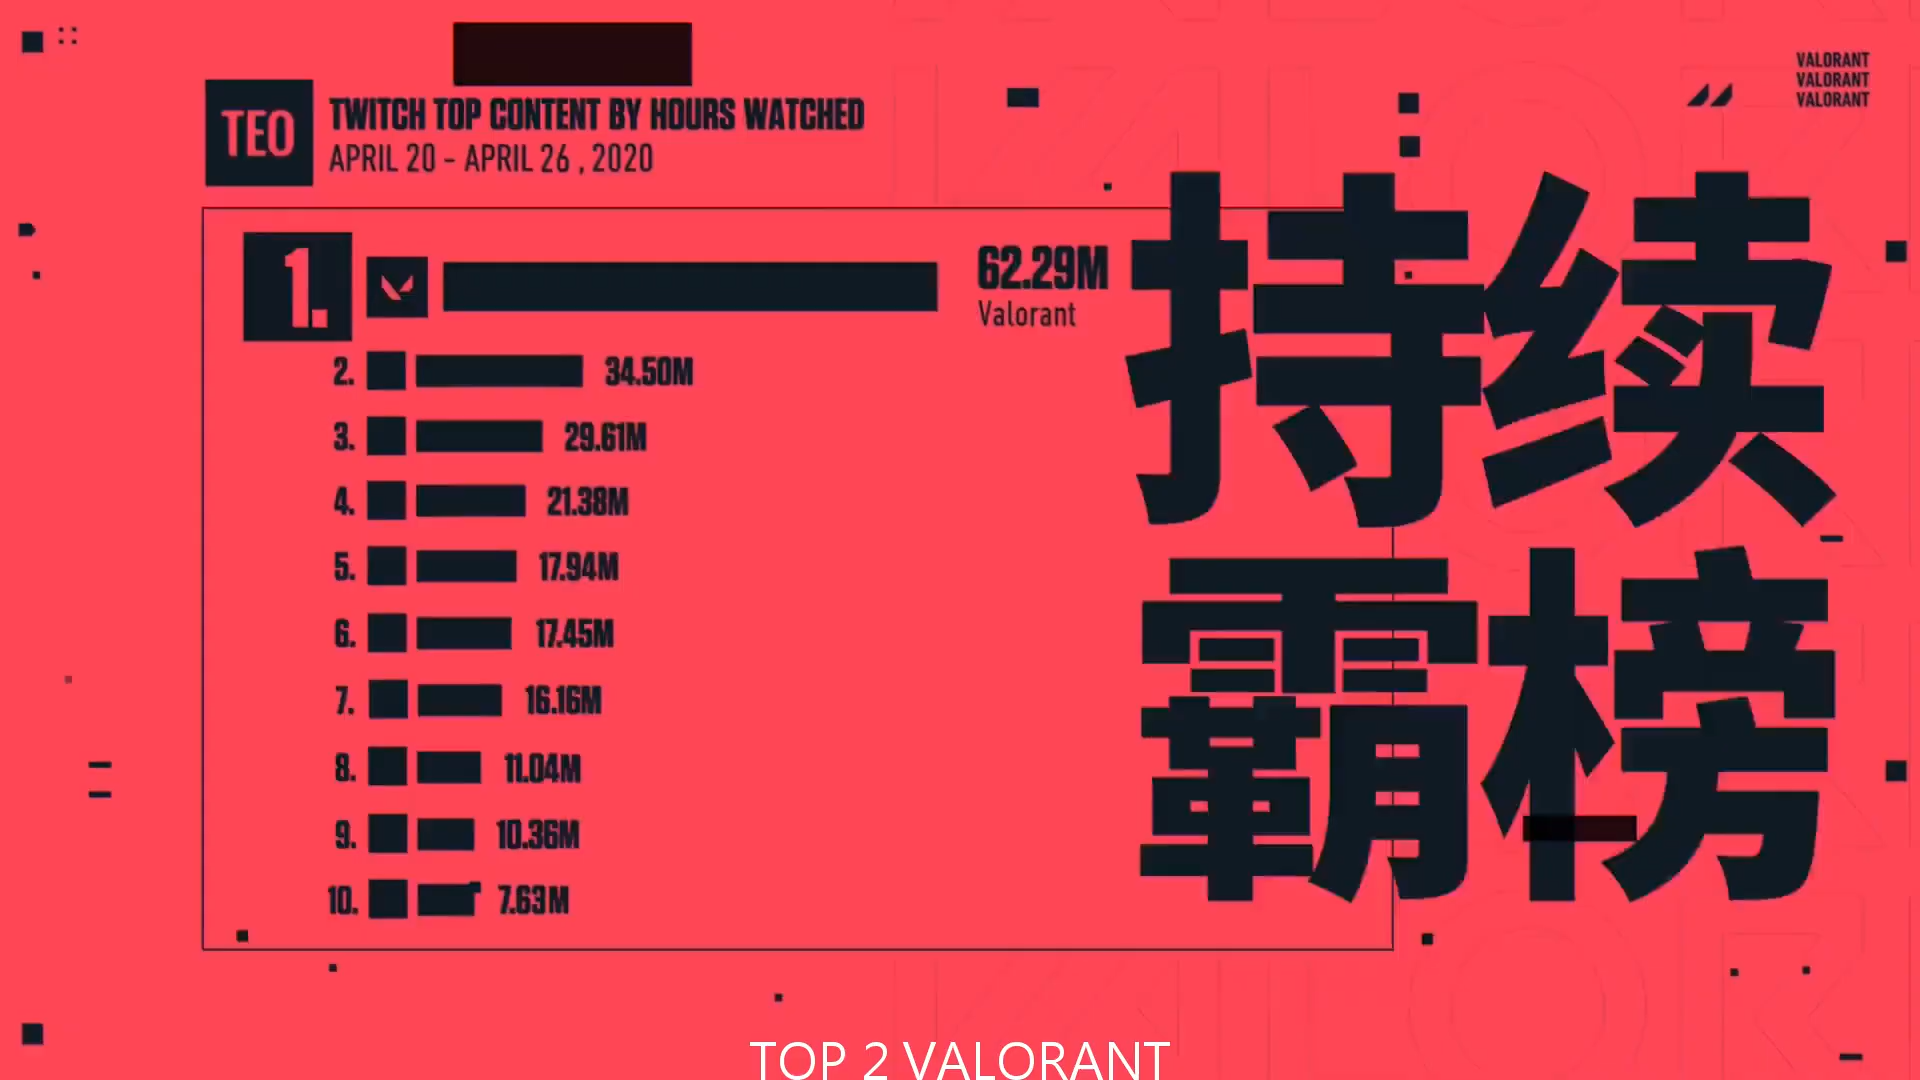 TEO
TWITCH TOP CONTENT BY HOURS WATCHED
APRIL 20 - APRIL 26 , 2020
VALORANT
VALORANT
VALORANT
1.
62.29M
Valorant
2. 34.50M
3. 29.61M
4. 21.38M
5. 17.94M
6. 17.45M
7. 16.16M
8. 11.04M
9. 10.36M
10. 7.63M
持续
霸榜
TOP 2 VALORANT